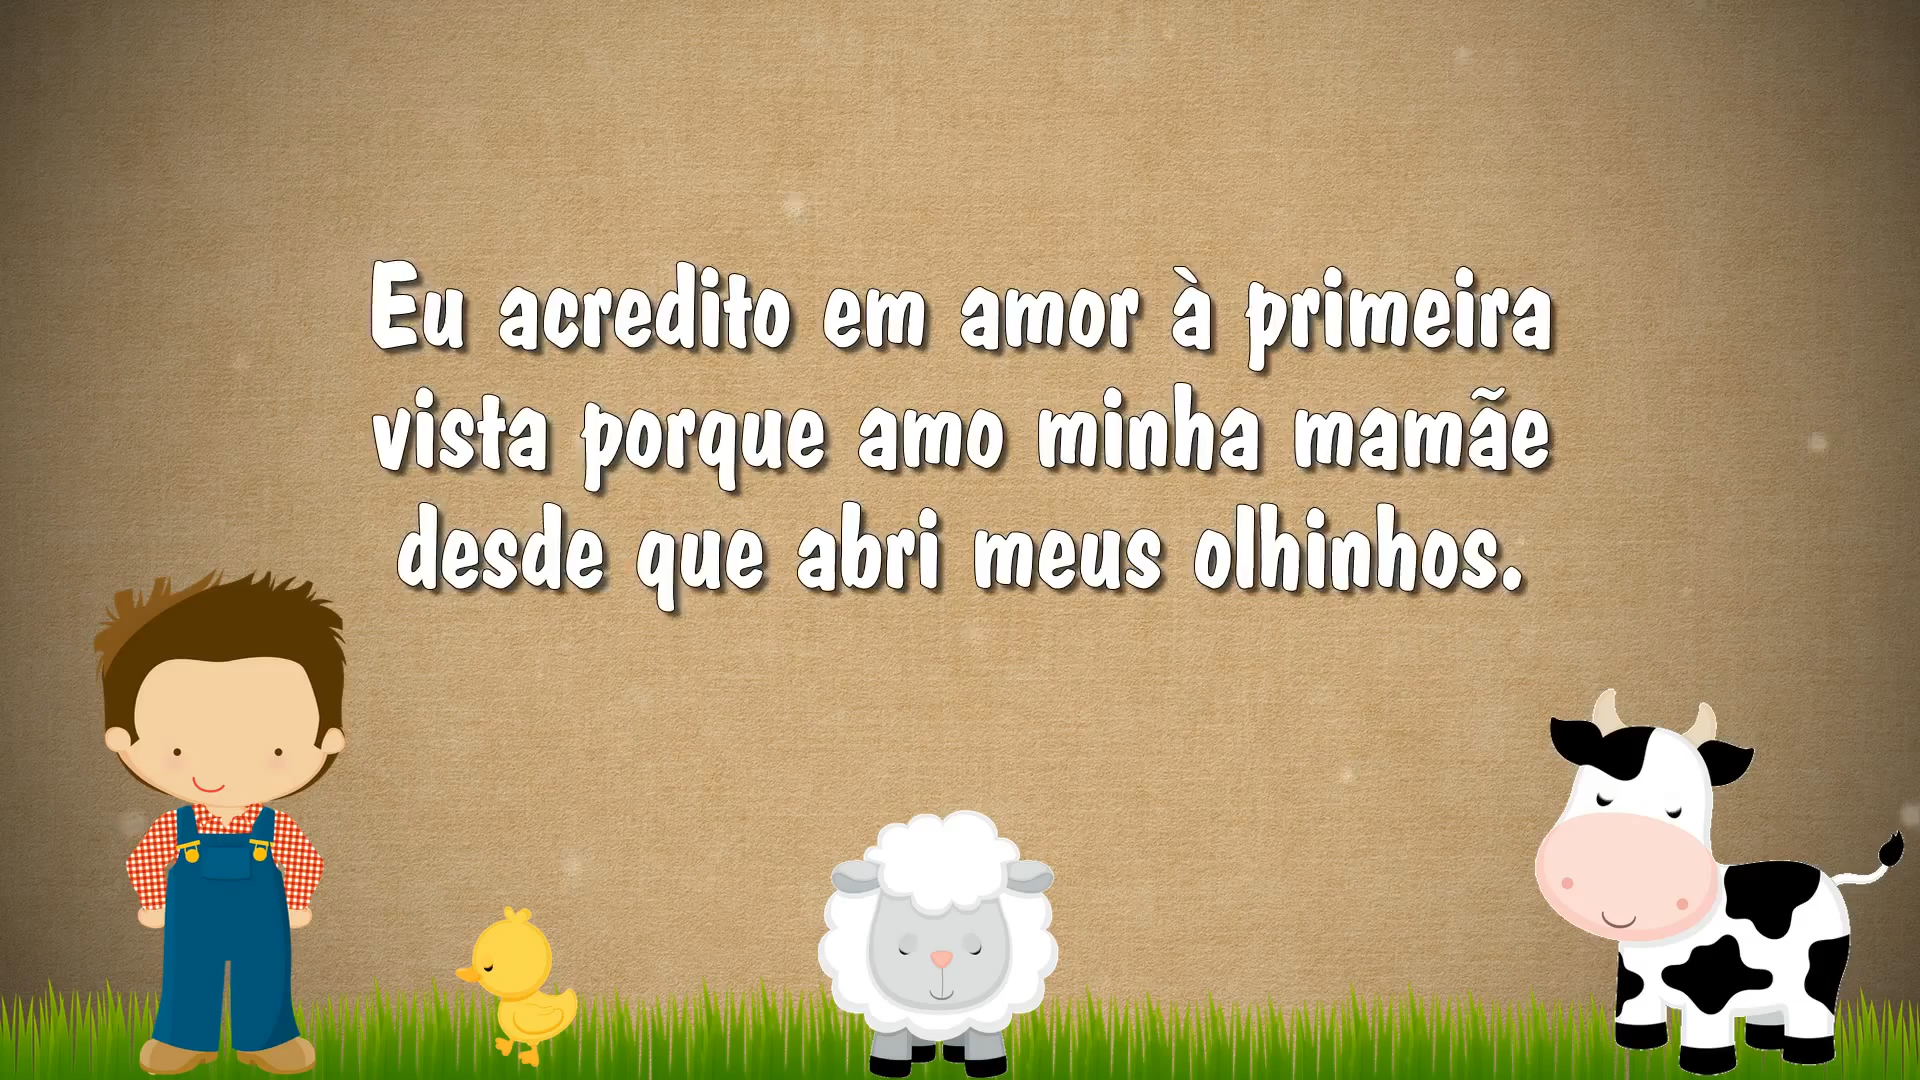 Eu acredito em amor à primeira
vista porque amo minha mamãe
desde que abri meus olhinhos.